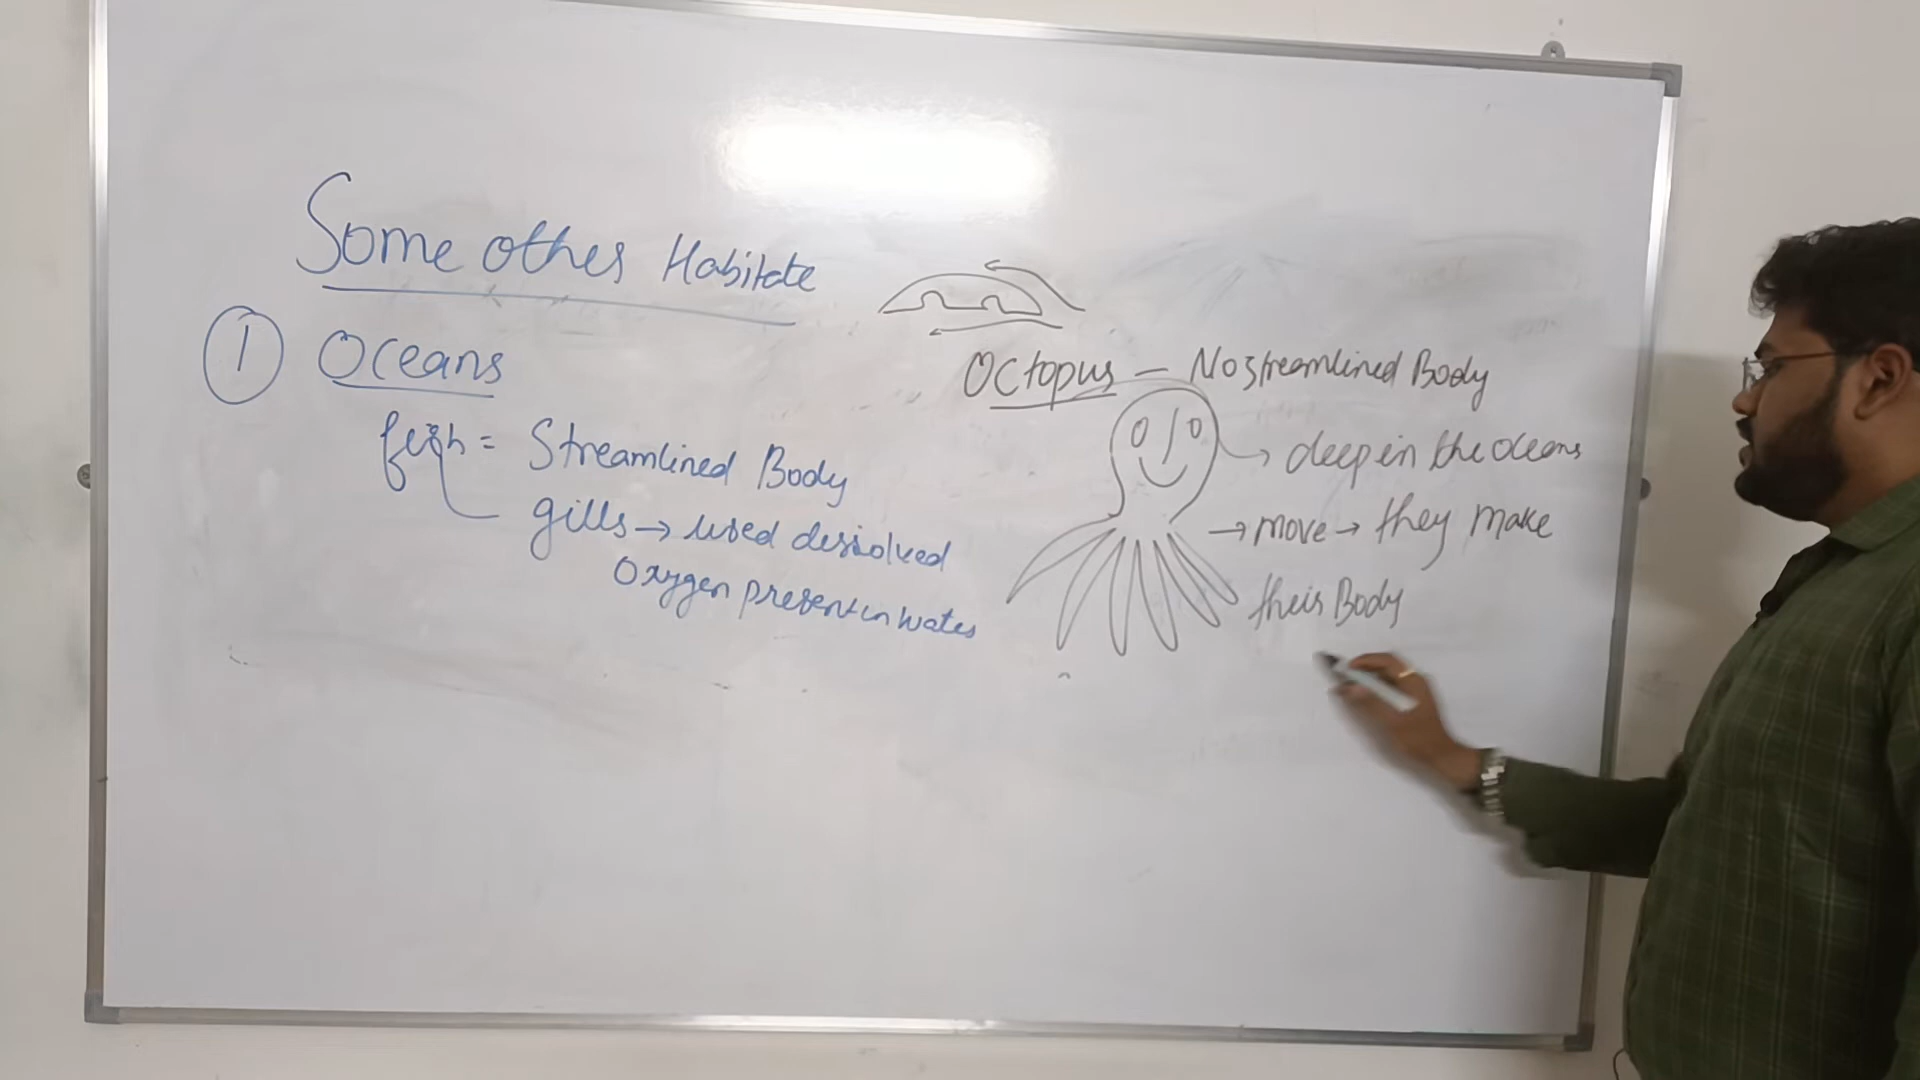 Some other Habitate
① Oceans
fish = Streamlined Body
gills → used dessolved
Oxygen present in water
Octopus — No Streamlined Body
→ deep in the oceans
→ move → they make
their Body